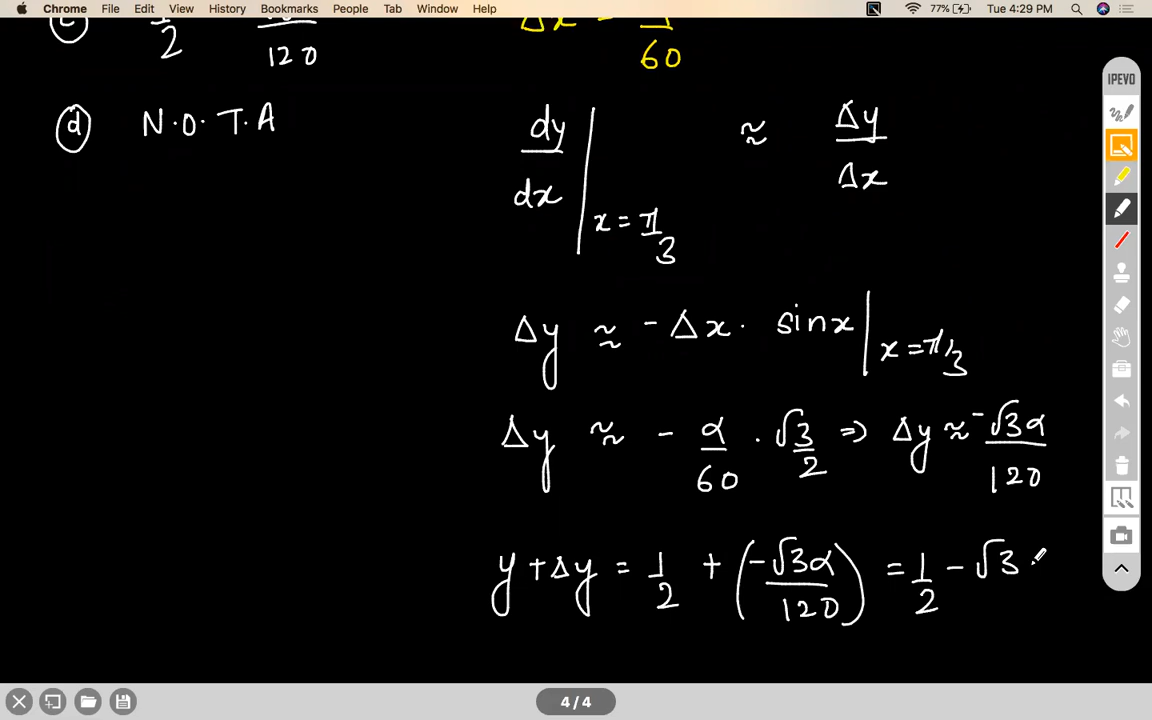 Chrome File Edit View History Bookmarks People Tab Window Help 77% Tue 4:29 PM
2 120
Δx 60
IPEVO
ⓓ N.O.T.A
dy/dx | x = π/3 ≈ Δy/Δx
Δy ≈ -Δx · sinx | x = π/3
Δy ≈ - α/60 · √3/2 ⇒ Δy ≈ -√3α/120
y + Δy = 1/2 + (-√3α/120) = 1/2 - √3
4 / 4